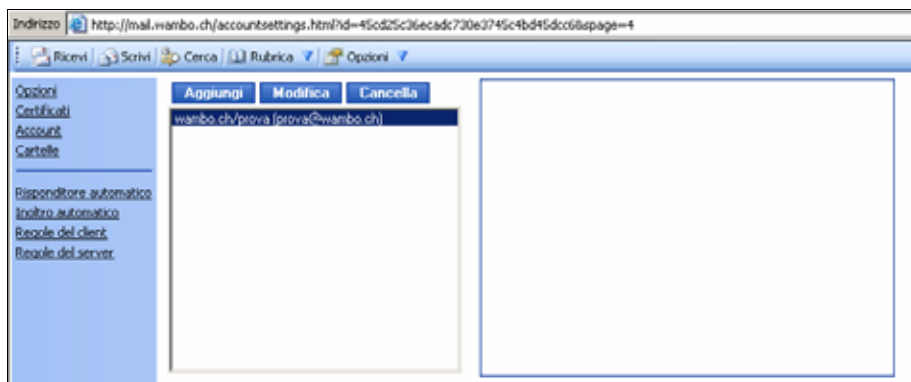 Indirizzo http://mail.wambo.ch/accountsettings.html?id=45cd25c36ecadc730e3745c4bd45dcc6&spage=4
Ricevi Scrivi Cerca Rubrica Opzioni
Opzioni
Certificati
Account
Cartelle
Risponditore automatico
Inoltro automatico
Regole del client
Regole del server
Aggiungi Modifica Cancella
wambo.ch/prova (prova@wambo.ch)